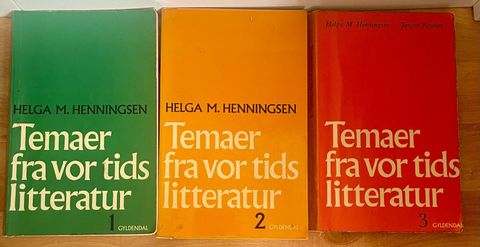 HELGA M. HENNINGSEN
Temaer
fra vor tids
litteratur
1 GYLDENDAL
HELGA M. HENNINGSEN
Temaer
fra vor tids
litteratur
2 GYLDENDAL
Helga M. Henningsen Jørgen
Temaer
fra vor tids
litteratur
3 GYLDENDAL